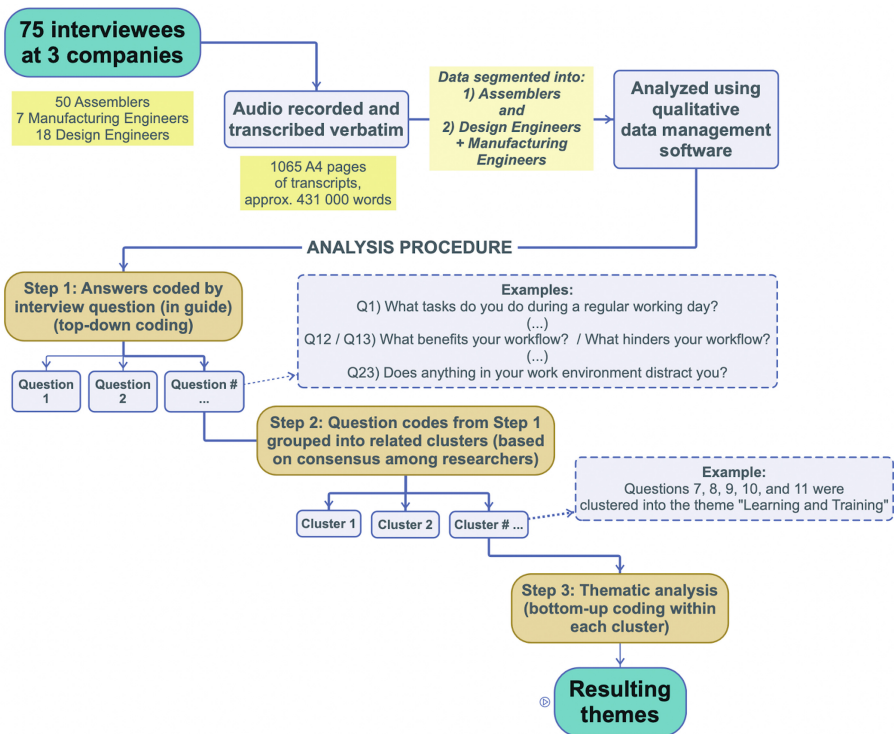 75 interviewees
at 3 companies
50 Assemblers
7 Manufacturing Engineers
18 Design Engineers
Audio recorded and
transcribed verbatim
1065 A4 pages
of transcripts,
approx. 431 000 words
Data segmented into:
1) Assemblers
and
2) Design Engineers
+ Manufacturing
Engineers
Analyzed using
qualitative
data management
software
ANALYSIS PROCEDURE
Step 1: Answers coded by
interview question (in guide)
(top-down coding)
Question
1
Question
2
Question #
...
Examples:
Q1) What tasks do you do during a regular working day?
(...)
Q12 / Q13) What benefits your workflow? / What hinders your workflow?
(...)
Q23) Does anything in your work environment distract you?
Step 2: Question codes from Step 1
grouped into related clusters (based
on consensus among researchers)
Cluster 1
Cluster 2
Cluster # ...
Example:
Questions 7, 8, 9, 10, and 11 were
clustered into the theme "Learning and Training"
Step 3: Thematic analysis
(bottom-up coding within
each cluster)
Resulting
themes